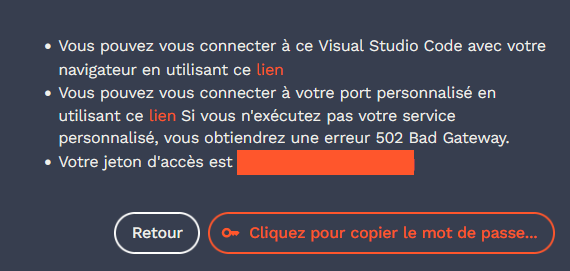 Vous pouvez vous connecter à ce Visual Studio Code avec votre
navigateur en utilisant ce lien
Vous pouvez vous connecter à votre port personnalisé en
utilisant ce lien Si vous n'exécutez pas votre service
personnalisé, vous obtiendrez une erreur 502 Bad Gateway.
Votre jeton d'accès est
Retour
Cliquez pour copier le mot de passe...